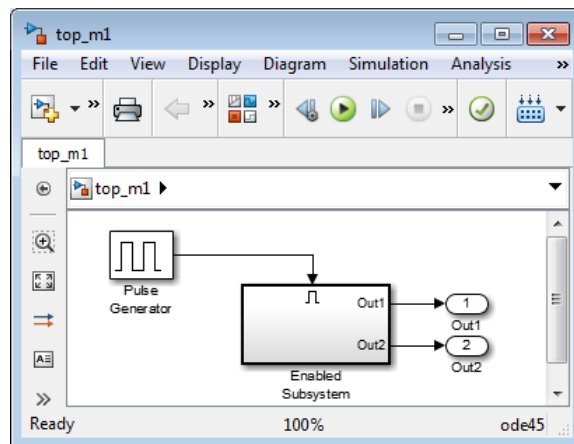 top_m1
File Edit View Display Diagram Simulation Analysis »
» » » »
top_m1
top_m1
Pulse
Generator
Out1
Out2
1
Out1
2
Out2
Enabled
Subsystem
A
»
Ready 100% ode45